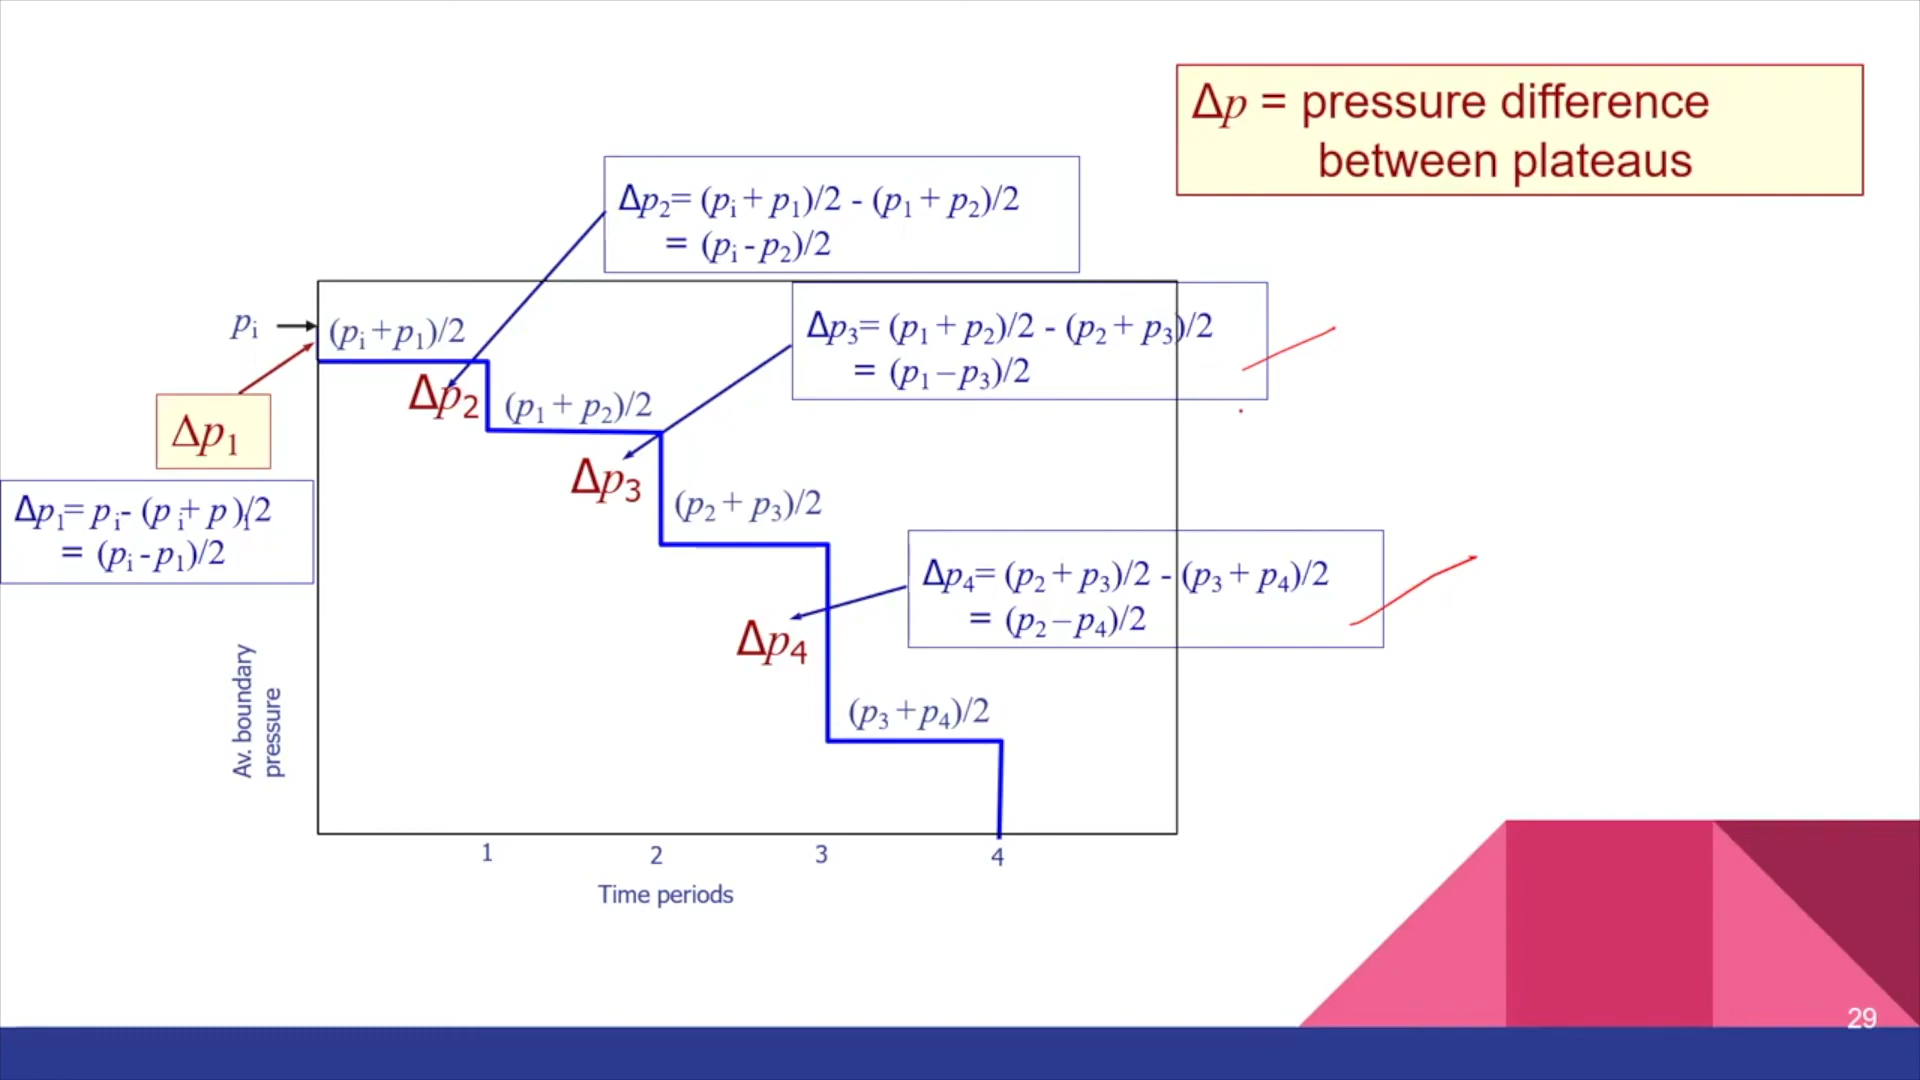 Δp = pressure difference
between plateaus
Δp₂= (pᵢ + p₁)/2 - (p₁ + p₂)/2
= (pᵢ - p₂)/2
pᵢ
(pᵢ + p₁)/2
Δp₃= (p₁ + p₂)/2 - (p₂ + p₃)/2
= (p₁ – p₃)/2
Δp₂
(p₁ + p₂)/2
Δp₁
Δp₃
(p₂ + p₃)/2
Δp₁= pᵢ- (pᵢ+ p₁)/2
= (pᵢ - p₁)/2
Δp₄= (p₂ + p₃)/2 - (p₃ + p₄)/2
= (p₂ – p₄)/2
Δp₄
(p₃ + p₄)/2
Av. boundary
pressure
1
2
3
4
Time periods
29